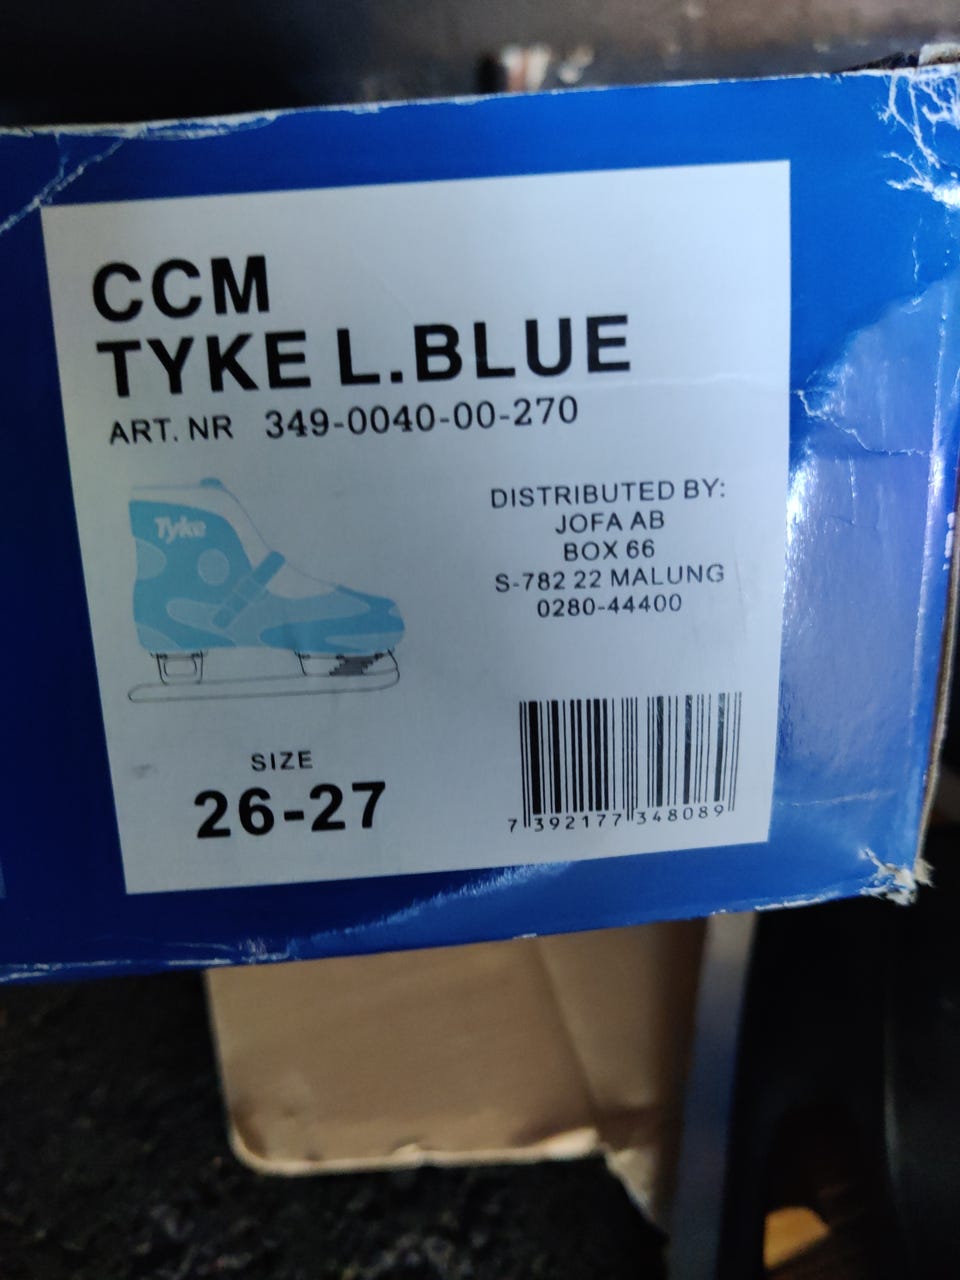 CCM
TYKE L.BLUE
ART. NR 349-0040-00-270
Tyke
DISTRIBUTED BY:
JOFA AB
BOX 66
S-782 22 MALUNG
0280-44400
SIZE
26-27
7 392177 348089